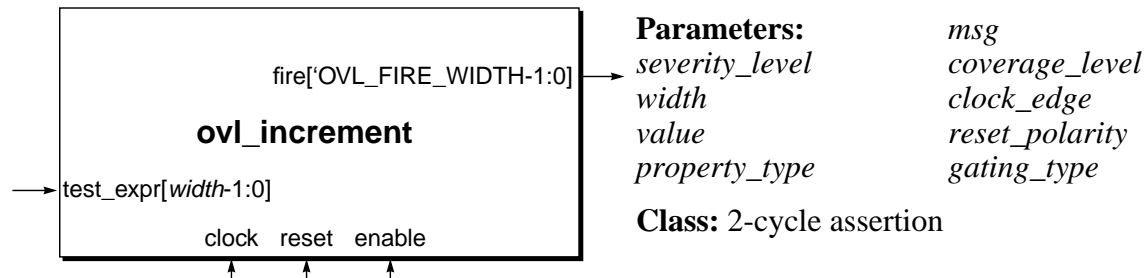 fire[‘OVL_FIRE_WIDTH-1:0]
ovl_increment
test_expr[width-1:0]
clock reset enable
Parameters: msg
severity_level coverage_level
width clock_edge
value reset_polarity
property_type gating_type
Class: 2-cycle assertion